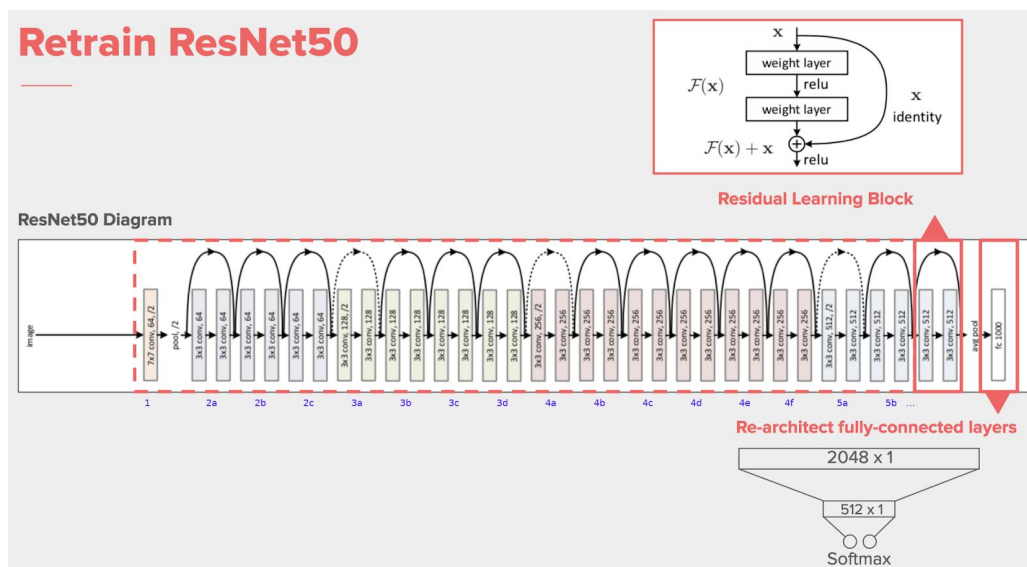 Retrain ResNet50
x
weight layer
relu
F(x)
weight layer
x
identity
F(x) + x
relu
Residual Learning Block
ResNet50 Diagram
image
7x7 conv, 64, /2
pool, /2
3x3 conv, 64
3x3 conv, 64
3x3 conv, 64
3x3 conv, 64
3x3 conv, 64
3x3 conv, 64
3x3 conv, 128, /2
3x3 conv, 128
3x3 conv, 128
3x3 conv, 128
3x3 conv, 128
3x3 conv, 128
3x3 conv, 128
3x3 conv, 128
3x3 conv, 256, /2
3x3 conv, 256
3x3 conv, 256
3x3 conv, 256
3x3 conv, 256
3x3 conv, 256
3x3 conv, 256
3x3 conv, 256
3x3 conv, 256
3x3 conv, 256
3x3 conv, 256
3x3 conv, 256
3x3 conv, 512, /2
3x3 conv, 512
3x3 conv, 512
3x3 conv, 512
3x3 conv, 512
3x3 conv, 512
avg pool
fc 1000
1 2a 2b 2c 3a 3b 3c 3d 4a 4b 4c 4d 4e 4f 5a 5b ...
Re-architect fully-connected layers
2048 x 1
512 x 1
Softmax